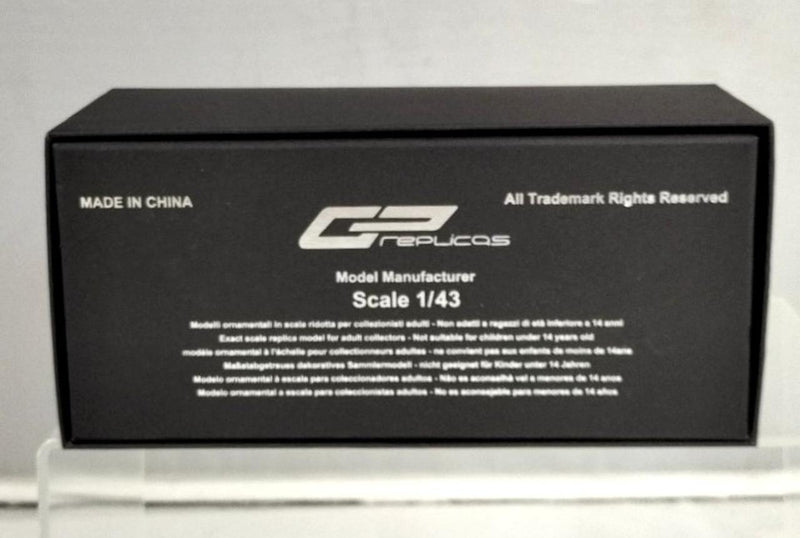 MADE IN CHINA
All Trademark Rights Reserved
GP replicas
Model Manufacturer
Scale 1/43
Modelli ornamentali in scala ridotta per collezionisti adulti - Non adatti a ragazzi di età inferiore a 14 anni
Exact scale replica model for adult collectors - Not suitable for children under 14 years old
modèle ornamental à l'échelle pour collectionneurs adultes - ne convient pas aux enfants de moins de 14ans
Maßstabgetreues dekoratives Sammlermodell - nicht geeignet für Kinder unter 14 Jahren
Modelo ornamental à escala para coleccionadores adultos - Não es aconselhá vel a menores de 14 anos
Modelo ornamental a escala para coleccionistas adultos - No es aconsejable para menores de 14 años